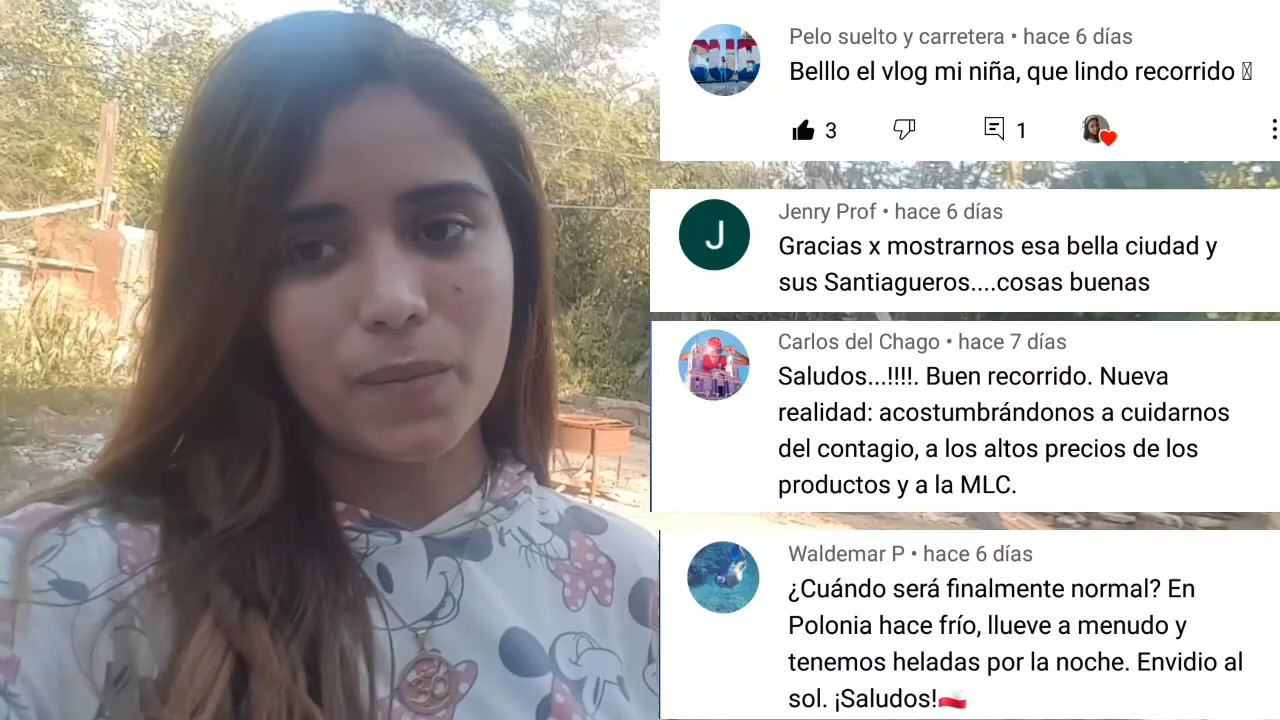 Pelo suelto y carretera • hace 6 días
Belllo el vlog mi niña, que lindo recorrido
3
1
J
Jenry Prof • hace 6 días
Gracias x mostrarnos esa bella ciudad y
sus Santiagueros....cosas buenas
Carlos del Chago • hace 7 días
Saludos...!!!!. Buen recorrido. Nueva
realidad: acostumbrándonos a cuidarnos
del contagio, a los altos precios de los
productos y a la MLC.
Waldemar P • hace 6 días
¿Cuándo será finalmente normal? En
Polonia hace frío, llueve a menudo y
tenemos heladas por la noche. Envidio al
sol. ¡Saludos!🇵🇱